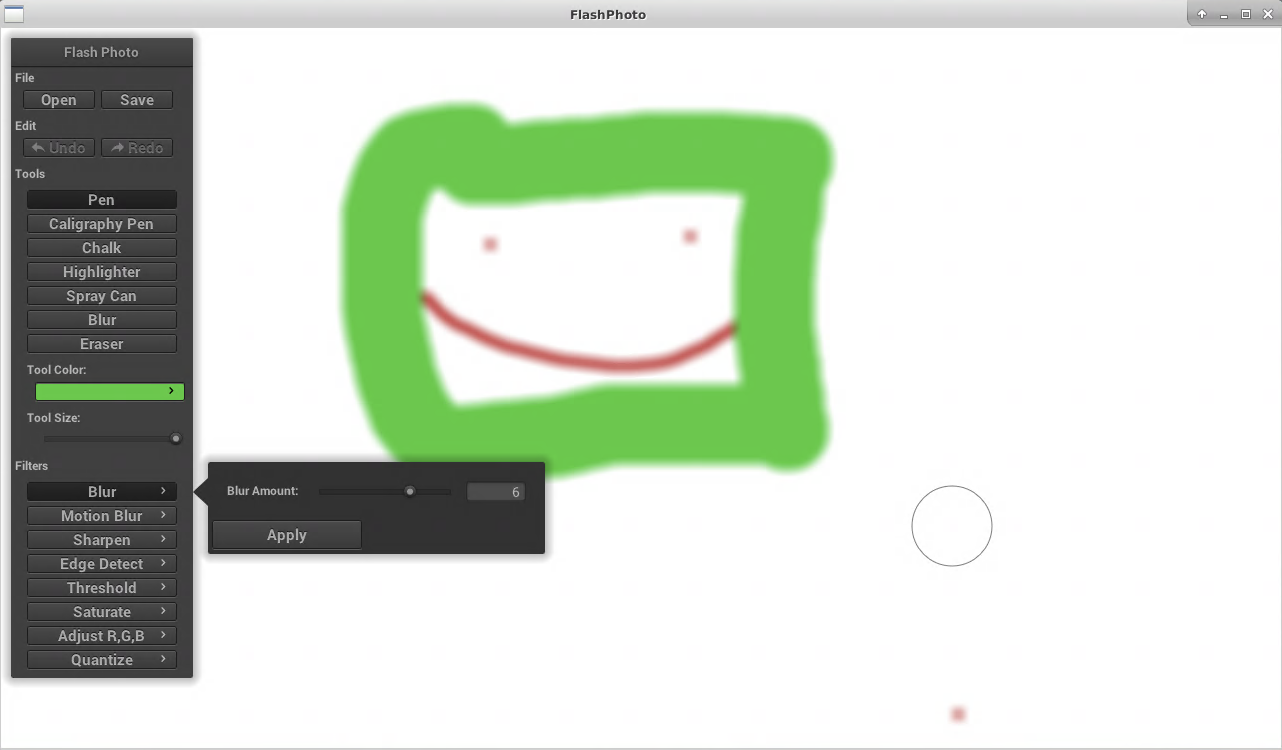 FlashPhoto
Flash Photo
File
Open Save
Edit
Undo Redo
Tools
Pen
Caligraphy Pen
Chalk
Highlighter
Spray Can
Blur
Eraser
Tool Color:
Tool Size:
Filters
Blur
Blur Amount: 6
Motion Blur
Apply
Sharpen
Edge Detect
Threshold
Saturate
Adjust R,G,B
Quantize